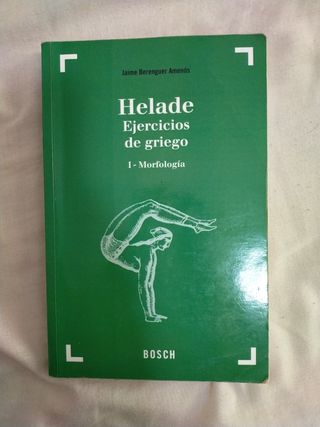 Jaime Berenguer Amenós
Helade
Ejercicios
de griego
I - Morfología
BOSCH